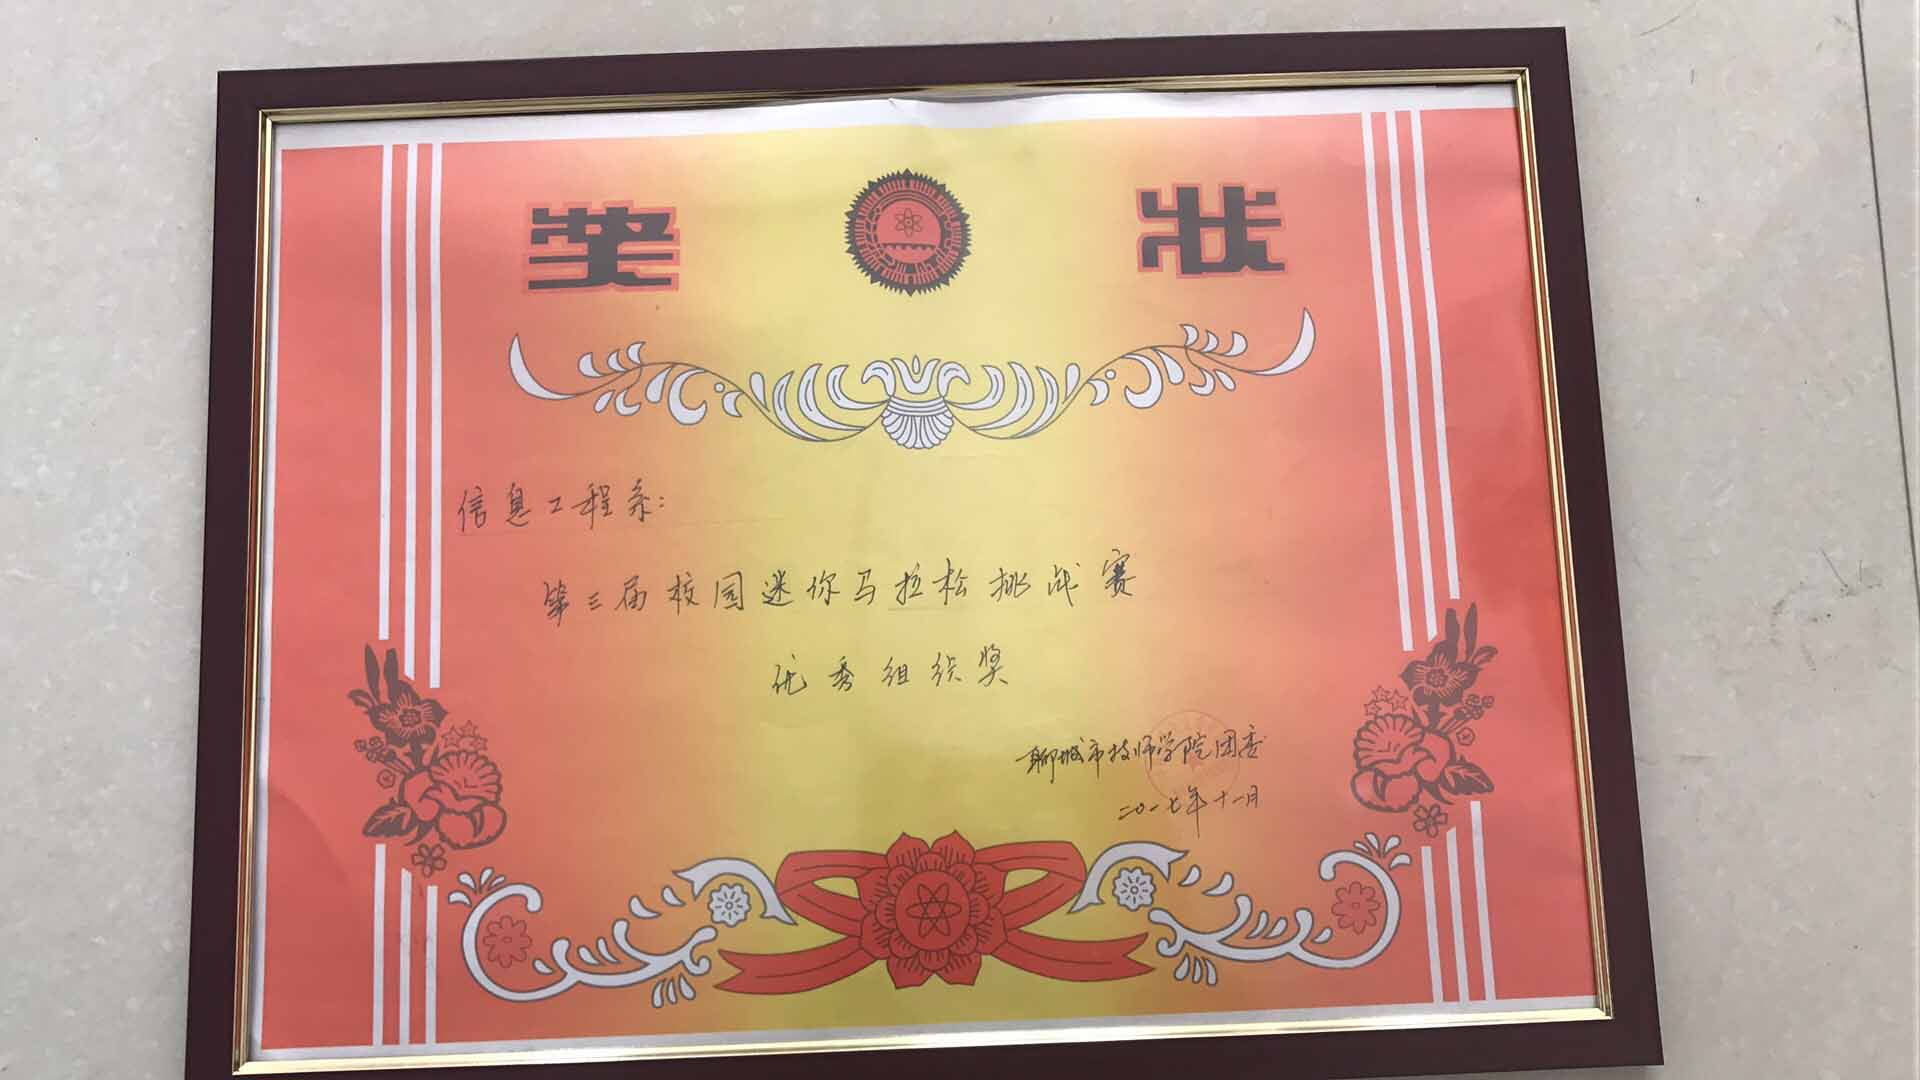 奖 状
信息工程系:
第三届校园迷你马拉松挑战赛
优秀组织奖
聊城市技师学院团委
二〇一七年十一月